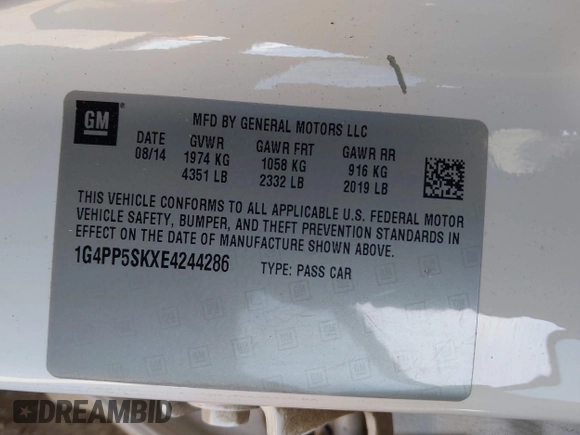 GM
MFD BY GENERAL MOTORS LLC
DATE GVWR GAWR FRT GAWR RR
08/14 1974 KG 1058 KG 916 KG
4351 LB 2332 LB 2019 LB
THIS VEHICLE CONFORMS TO ALL APPLICABLE U.S. FEDERAL MOTOR
VEHICLE SAFETY, BUMPER, AND THEFT PREVENTION STANDARDS IN
EFFECT ON THE DATE OF MANUFACTURE SHOWN ABOVE.
1G4PP5SKXE4244286 TYPE: PASS CAR
DREAMBID